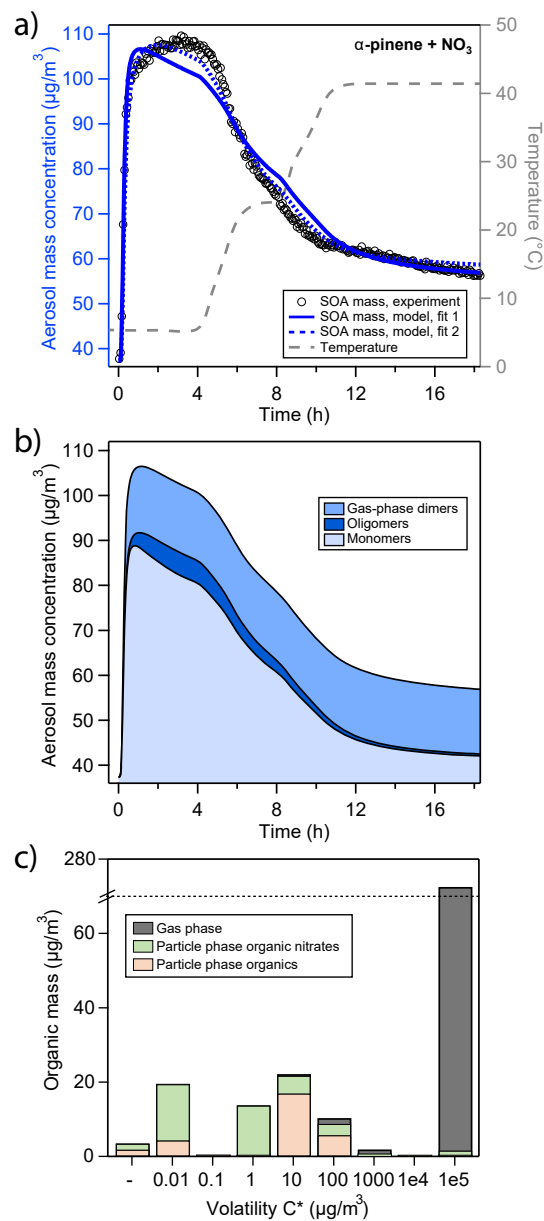 a)
α-pinene + NO3
Aerosol mass concentration (µg/m3)
110
100
90
80
70
60
50
40
50
40
30
20
10
0
Temperature (°C)
SOA mass, experiment
SOA mass, model, fit 1
SOA mass, model, fit 2
Temperature
0 4 8 12 16
Time (h)
b)
Aerosol mass concentration (µg/m3)
110
100
90
80
70
60
50
40
Gas-phase dimers
Oligomers
Monomers
0 4 8 12 16
Time (h)
c)
Organic mass (µg/m3)
280
60
40
20
0
Gas phase
Particle phase organic nitrates
Particle phase organics
- 0.01 0.1 1 10 100 1000 1e4 1e5
Volatility C* (µg/m3)